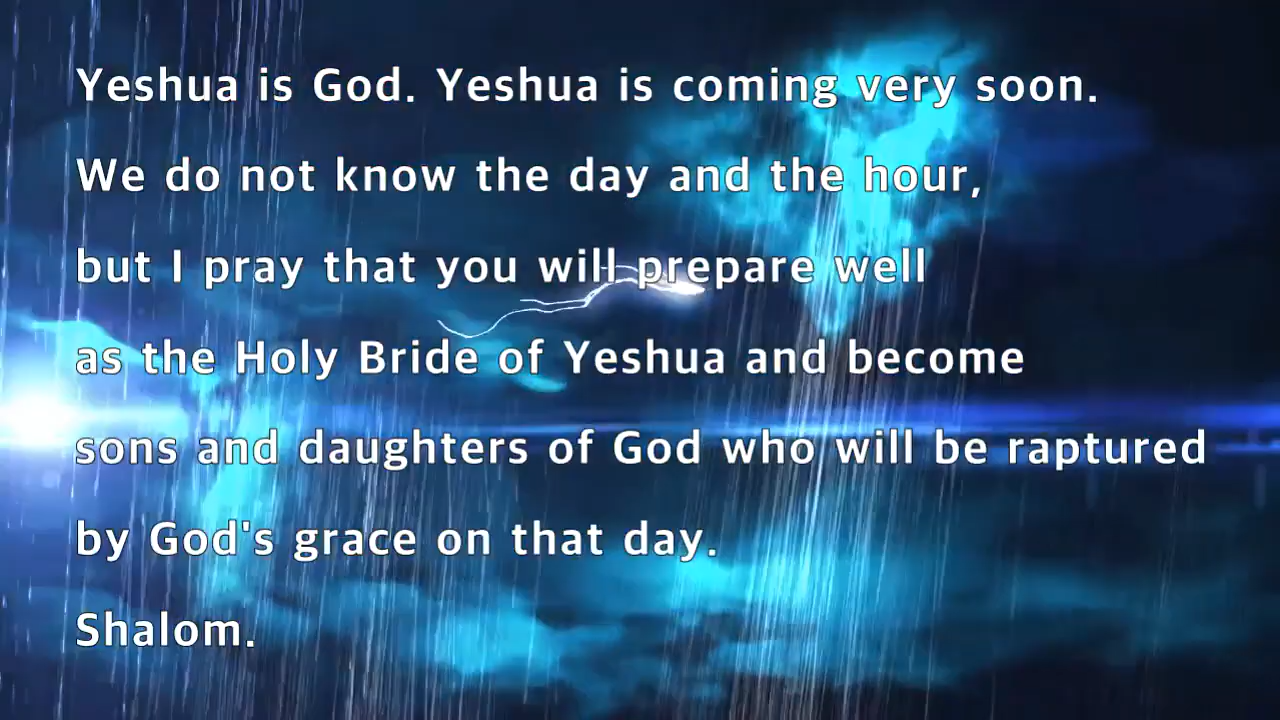 Yeshua is God. Yeshua is coming very soon.
We do not know the day and the hour,
but I pray that you will prepare well
as the Holy Bride of Yeshua and become
sons and daughters of God who will be raptured
by God's grace on that day.
Shalom.